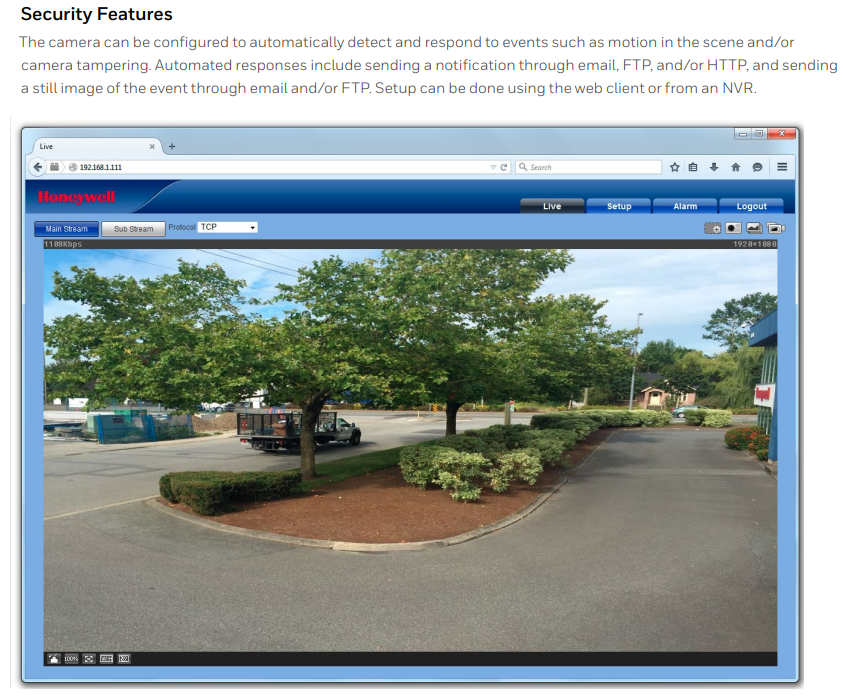 Security Features
The camera can be configured to automatically detect and respond to events such as motion in the scene and/or
camera tampering. Automated responses include sending a notification through email, FTP, and/or HTTP, and sending
a still image of the event through email and/or FTP. Setup can be done using the web client or from an NVR.
Live
192.168.1.111
Search
Honeywell
Live Setup Alarm Logout
Main Stream Sub Stream Protocol TCP
1108Kbps 1920*1080
100%